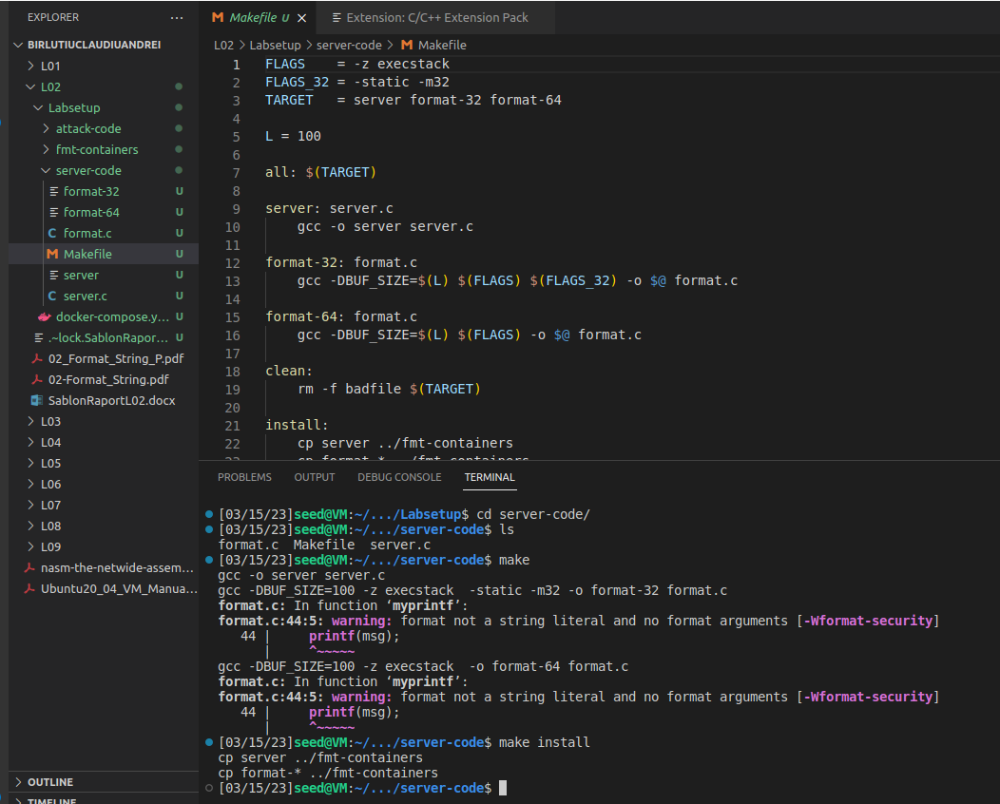 EXPLORER ...
BIRLUTIUCLAUDIUANDREI
L01
L02
Labsetup
attack-code
fmt-containers
server-code
format-32 U
format-64 U
format.c U
Makefile U
server U
server.c U
docker-compose.y... U
.~lock.SablonRapor... U
02_Format_String_P.pdf
02-Format_String.pdf
SablonRaportL02.docx
L03
L04
L05
L06
L07
L08
L09
nasm-the-netwide-assem...
Ubuntu20_04_VM_Manua...
OUTLINE
TIMELINE
Makefile U × Extension: C/C++ Extension Pack
L02 > Labsetup > server-code > Makefile
1 FLAGS    = -z execstack
2 FLAGS_32 = -static -m32
3 TARGET   = server format-32 format-64
4
5 L = 100
6
7 all: $(TARGET)
8
9 server: server.c
10     gcc -o server server.c
11
12 format-32: format.c
13     gcc -DBUF_SIZE=$(L) $(FLAGS) $(FLAGS_32) -o $@ format.c
14
15 format-64: format.c
16     gcc -DBUF_SIZE=$(L) $(FLAGS) -o $@ format.c
17
18 clean:
19     rm -f badfile $(TARGET)
20
21 install:
22     cp server ../fmt-containers
23     cp format-* ../fmt-containers
PROBLEMS OUTPUT DEBUG CONSOLE TERMINAL
[03/15/23]seed@VM:~/.../Labsetup$ cd server-code/
[03/15/23]seed@VM:~/.../server-code$ ls
format.c  Makefile  server.c
[03/15/23]seed@VM:~/.../server-code$ make
gcc -o server server.c
gcc -DBUF_SIZE=100 -z execstack  -static -m32 -o format-32 format.c
format.c: In function ‘myprintf’:
format.c:44:5: warning: format not a string literal and no format arguments [-Wformat-security]
   44 |     printf(msg);
      |     ^~~~~~
gcc -DBUF_SIZE=100 -z execstack  -o format-64 format.c
format.c: In function ‘myprintf’:
format.c:44:5: warning: format not a string literal and no format arguments [-Wformat-security]
   44 |     printf(msg);
      |     ^~~~~~
[03/15/23]seed@VM:~/.../server-code$ make install
cp server ../fmt-containers
cp format-* ../fmt-containers
[03/15/23]seed@VM:~/.../server-code$